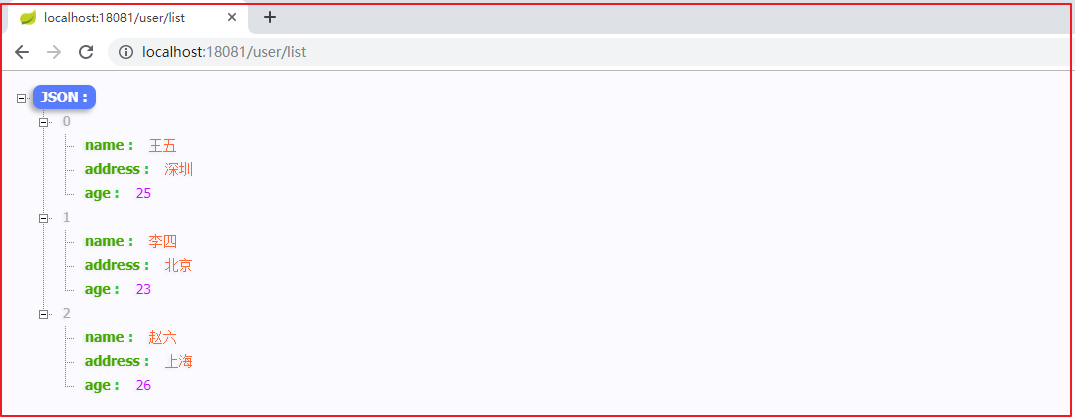 localhost:18081/user/list
localhost:18081/user/list
JSON :
0
name : 王五
address : 深圳
age : 25
1
name : 李四
address : 北京
age : 23
2
name : 赵六
address : 上海
age : 26